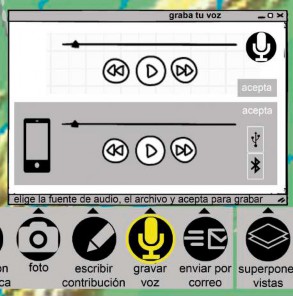 graba tu voz
acepta
acepta
elige la fuente de audio, el archivo y acepta para grabar
foto
escribir
contribución
gravar
voz
enviar por
correo
vistas